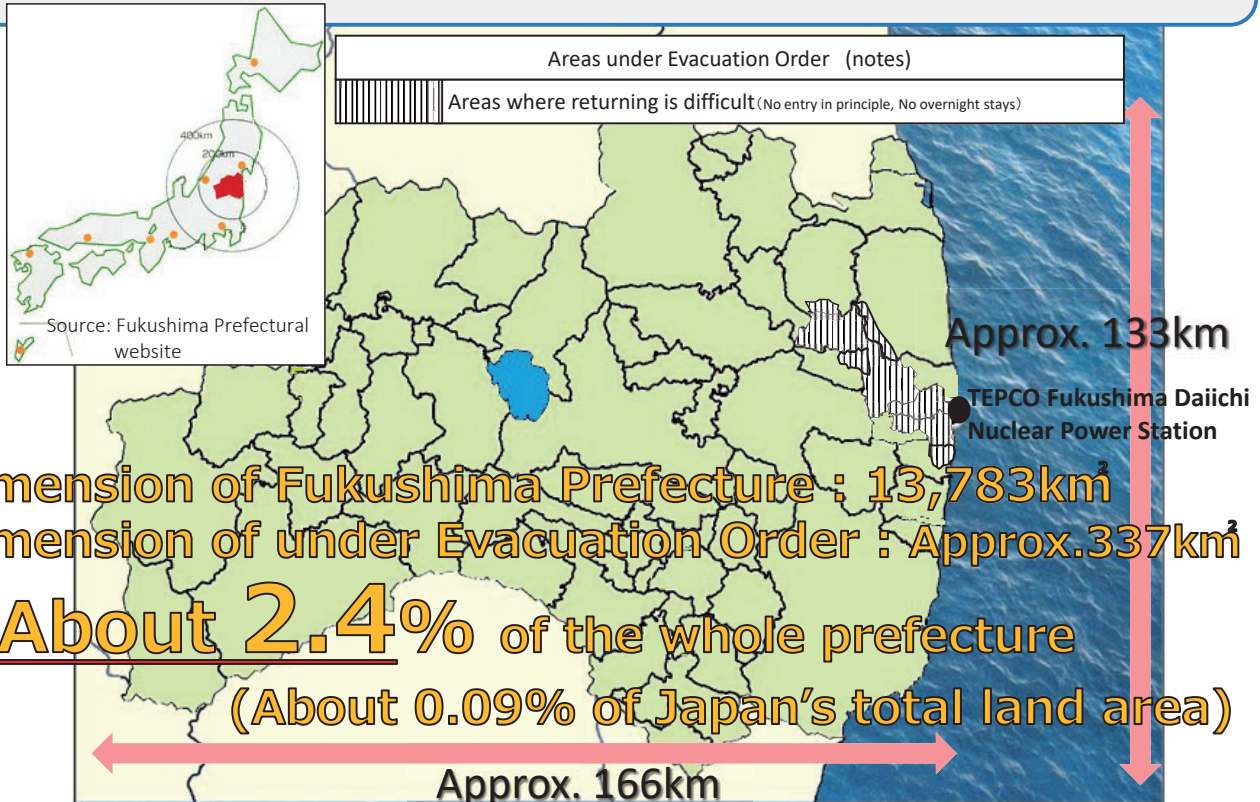 400km
200km
Source: Fukushima Prefectural
website
Areas under Evacuation Order (notes)
Areas where returning is difficult(No entry in principle, No overnight stays)
Approx. 133km
TEPCO Fukushima Daiichi
Nuclear Power Station
mension of Fukushima Prefecture : 13,783km²
mension of under Evacuation Order : Approx.337km²
About 2.4% of the whole prefecture
(About 0.09% of Japan's total land area)
Approx. 166km